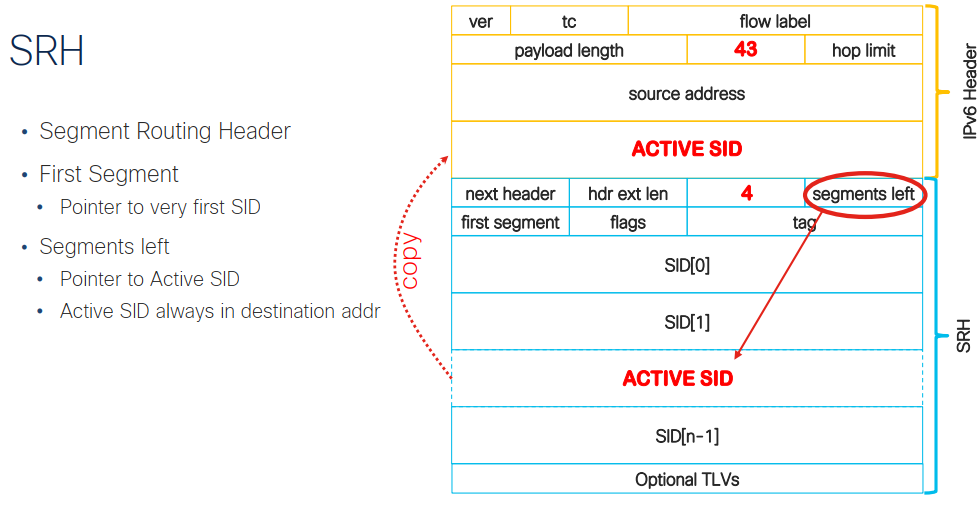 SRH
• Segment Routing Header
• First Segment
• Pointer to very first SID
• Segments left
• Pointer to Active SID
• Active SID always in destination addr
copy
ver tc flow label
payload length 43 hop limit
source address
ACTIVE SID
next header hdr ext len 4 segments left
first segment flags tag
SID[0]
SID[1]
ACTIVE SID
SID[n-1]
Optional TLVs
IPv6 Header
SRH